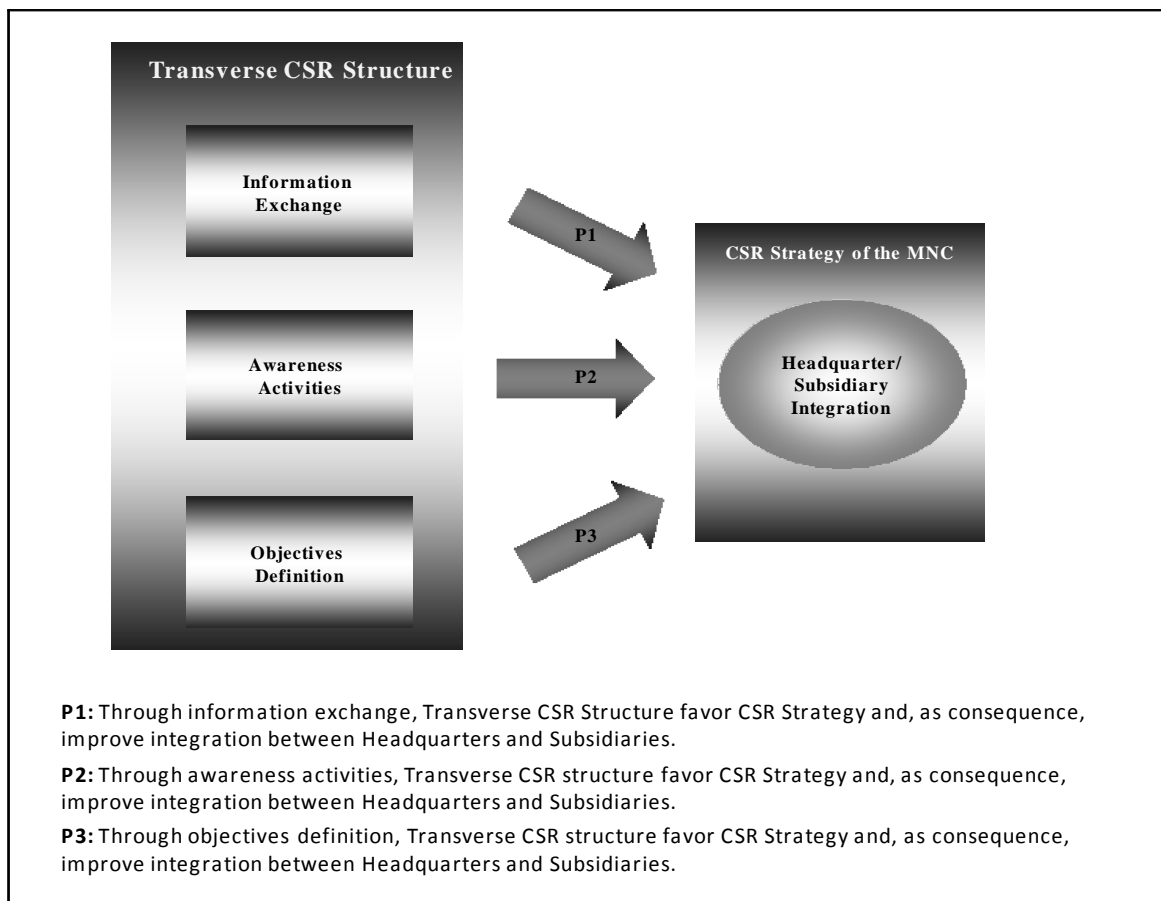 Transverse CSR Structure
Information
Exchange
Awareness
Activities
Objectives
Definition
P1
P2
P3
CSR Strategy of the MNC
Headquarter/
Subsidiary
Integration
P1: Through information exchange, Transverse CSR Structure favor CSR Strategy and, as consequence,
improve integration between Headquarters and Subsidiaries.
P2: Through awareness activities, Transverse CSR structure favor CSR Strategy and, as consequence,
improve integration between Headquarters and Subsidiaries.
P3: Through objectives definition, Transverse CSR structure favor CSR Strategy and, as consequence,
improve integration between Headquarters and Subsidiaries.